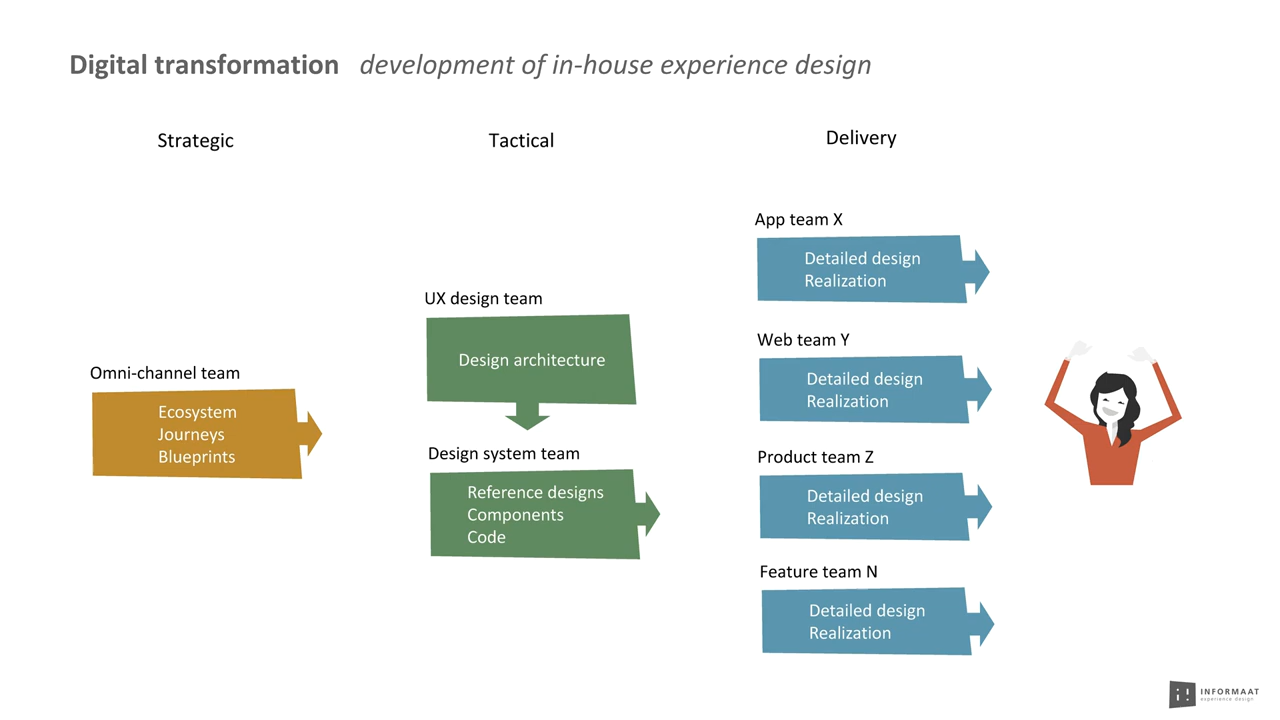 Digital transformation development of in-house experience design
Strategic
Tactical
Delivery
Omni-channel team
Ecosystem
Journeys
Blueprints
UX design team
Design architecture
Design system team
Reference designs
Components
Code
App team X
Detailed design
Realization
Web team Y
Detailed design
Realization
Product team Z
Detailed design
Realization
Feature team N
Detailed design
Realization
i!
INFORMAAT
experience design